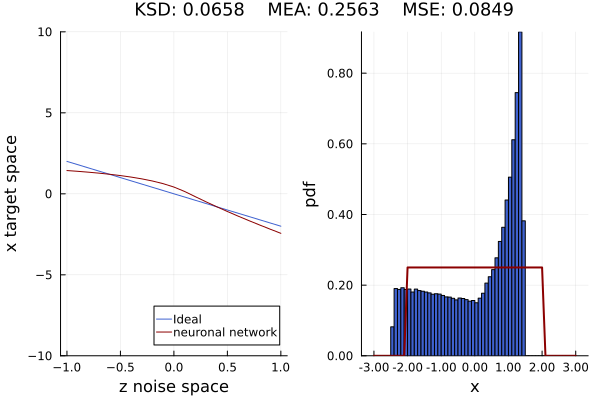 KSD: 0.0658 MEA: 0.2563 MSE: 0.0849
x target space
10
5
0
−5
−10
Ideal
neuronal network
−1.0 −0.5 0.0 0.5 1.0
z noise space
pdf
0.80
0.60
0.40
0.20
0.00
-3.00 -2.00 -1.00 0.00 1.00 2.00 3.00
x